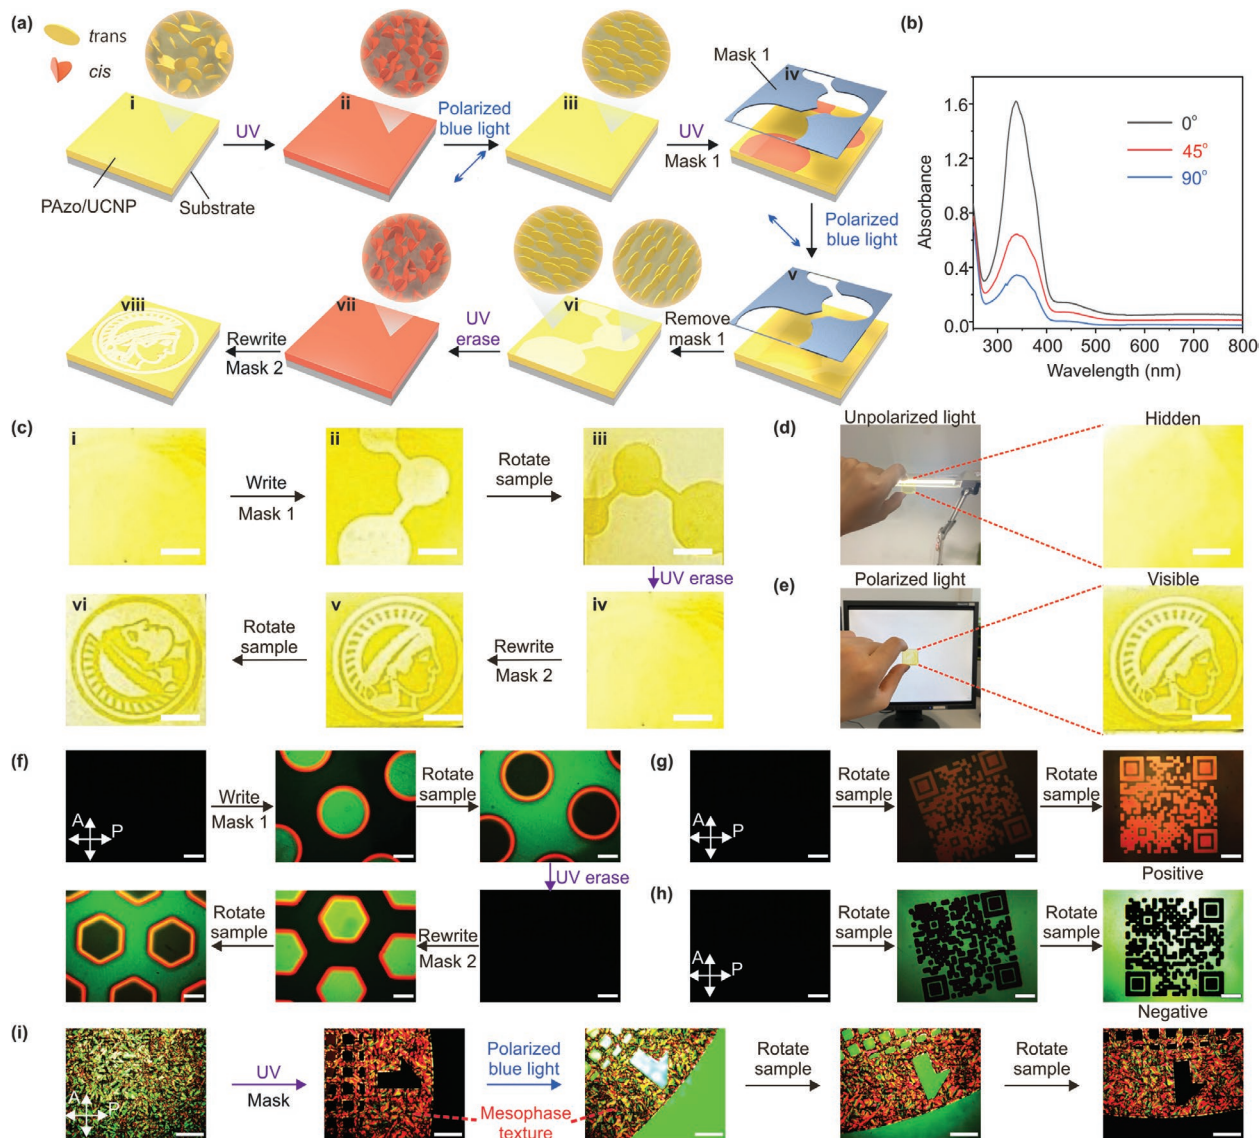 (a)
trans
cis
i
ii
iii
iv
Mask 1
UV
Polarized
blue light
UV
Mask 1
PAzo/UCNP
Substrate
Polarized
blue light
v
vi
vii
viii
Remove
mask 1
UV
erase
Rewrite
Mask 2
(b)
Absorbance
1.6
1.2
0.8
0.4
0.0
0°
45°
90°
300 400 500 600 700 800
Wavelength (nm)
(c)
i
ii
iii
Write
Mask 1
Rotate
sample
UV erase
vi
v
iv
Rotate
sample
Rewrite
Mask 2
(d)
Unpolarized light
Hidden
(e)
Polarized light
Visible
(f)
A
P
Write
Mask 1
Rotate
sample
UV erase
Rotate
sample
Rewrite
Mask 2
(g)
A
P
Rotate
sample
Rotate
sample
Positive
(h)
A
P
Rotate
sample
Rotate
sample
Negative
(i)
A
P
UV
Mask
Polarized
blue light
Mesophase
texture
Rotate
sample
Rotate
sample